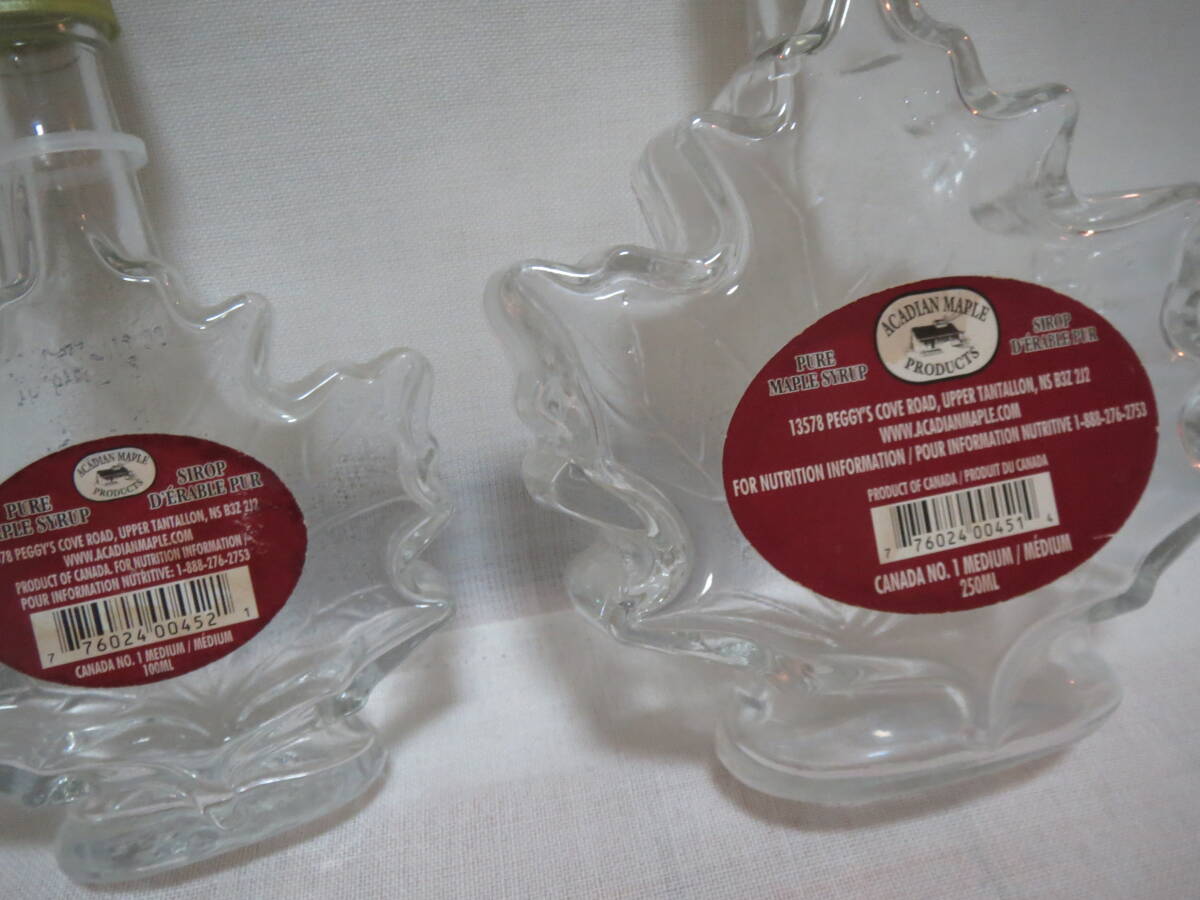 ACADIAN MAPLE
PRODUCTS
PURE
MAPLE SYRUP
SIROP
D'ÉRABLE PUR
13578 PEGGY'S COVE ROAD, UPPER TANTALLON, NS B3Z 2J2
WWW.ACADIANMAPLE.COM
FOR NUTRITION INFORMATION / POUR INFORMATION NUTRITIVE 1-888-276-2753
PRODUCT OF CANADA / PRODUIT DU CANADA
7 76024 00451 4
CANADA NO. 1 MEDIUM / MÉDIUM
250ML
ACADIAN MAPLE
PRODUCTS
PURE
PLE SYRUP
SIROP
D'ÉRABLE PUR
78 PEGGY'S COVE ROAD, UPPER TANTALLON, NS B3Z 2J2
WWW.ACADIANMAPLE.COM
PRODUCT OF CANADA. FOR NUTRITION INFORMATION /
POUR INFORMATION NUTRITIVE: 1-888-276-2753
7 76024 00452 1
CANADA NO. 1 MEDIUM / MÉDIUM
100ML